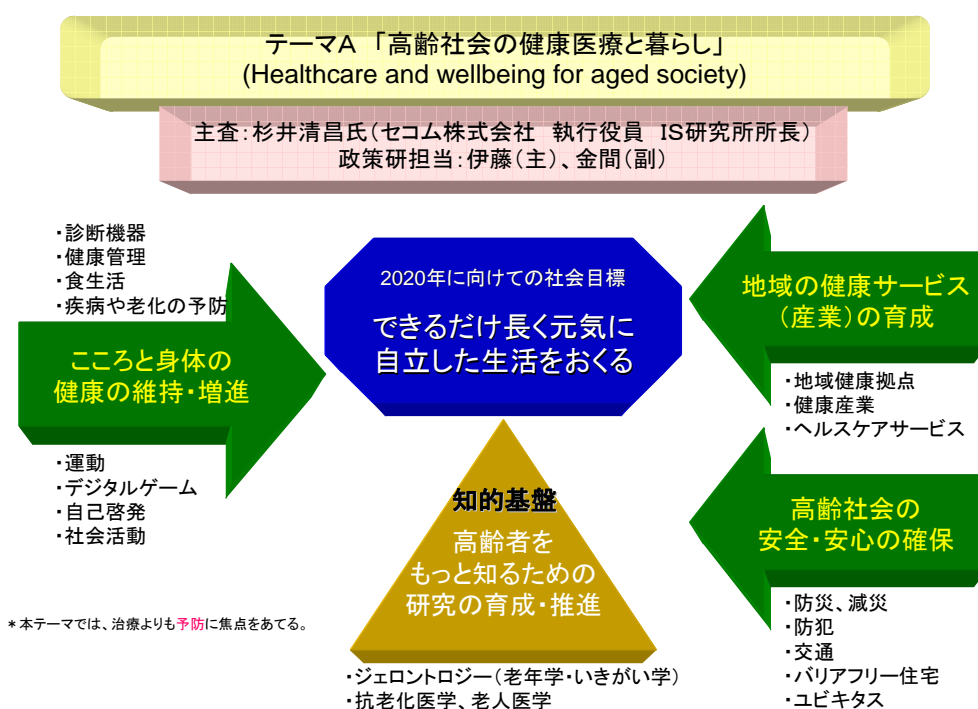 テーマA 「高齢社会の健康医療と暮らし」
(Healthcare and wellbeing for aged society)
主査：杉井清昌氏（セコム株式会社 執行役員 IS研究所所長）
政策研担当：伊藤（主）、金間（副）
・診断機器
・健康管理
・食生活
・疾病や老化の予防
こころと身体の
健康の維持・増進
・運動
・デジタルゲーム
・自己啓発
・社会活動
2020年に向けての社会目標
できるだけ長く元気に
自立した生活をおくる
地域の健康サービス
（産業）の育成
・地域健康拠点
・健康産業
・ヘルスケアサービス
高齢社会の
安全・安心の確保
・防災、減災
・防犯
・交通
・バリアフリー住宅
・ユビキタス
知的基盤
高齢者を
もっと知るための
研究の育成・推進
・ジェロントロジー（老年学・いきがい学）
・抗老化医学、老人医学
＊本テーマでは、治療よりも予防に焦点をあてる。